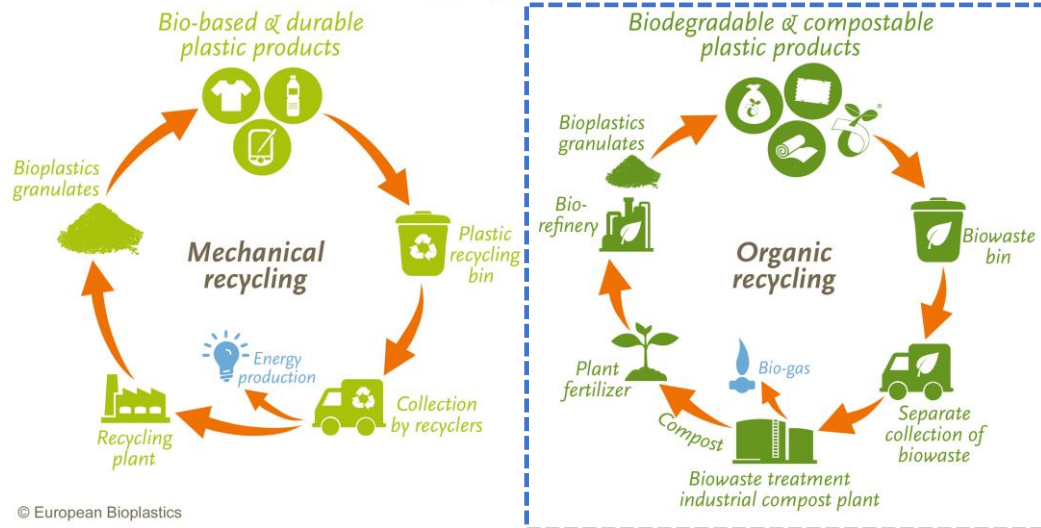 Bio-based & durable
plastic products
Bioplastics
granulates
Mechanical
recycling
Plastic
recycling
bin
Energy
production
Collection
by recyclers
Recycling
plant
© European Bioplastics
Biodegradable & compostable
plastic products
Bioplastics
granulates
Bio-
refinery
Organic
recycling
Biowaste
bin
Plant
fertilizer
Bio-gas
Compost
Separate
collection of
biowaste
Biowaste treatment
industrial compost plant